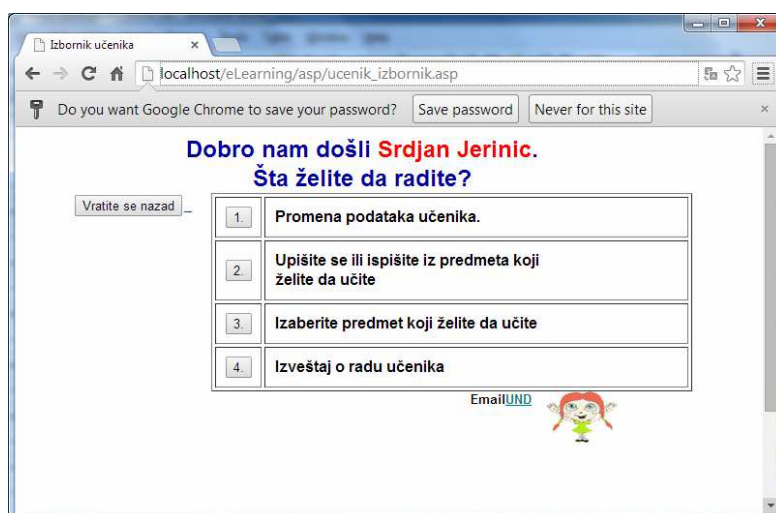 Izbornik učenika
localhost/eLearning/asp/ucenik_izbornik.asp
Do you want Google Chrome to save your password? Save password Never for this site
Dobro nam došli Srdjan Jerinic.
Šta želite da radite?
Vratite se nazad
1. Promena podataka učenika.
2. Upišite se ili ispišite iz predmeta koji
želite da učite
3. Izaberite predmet koji želite da učite
4. Izveštaj o radu učenika
EmailUND